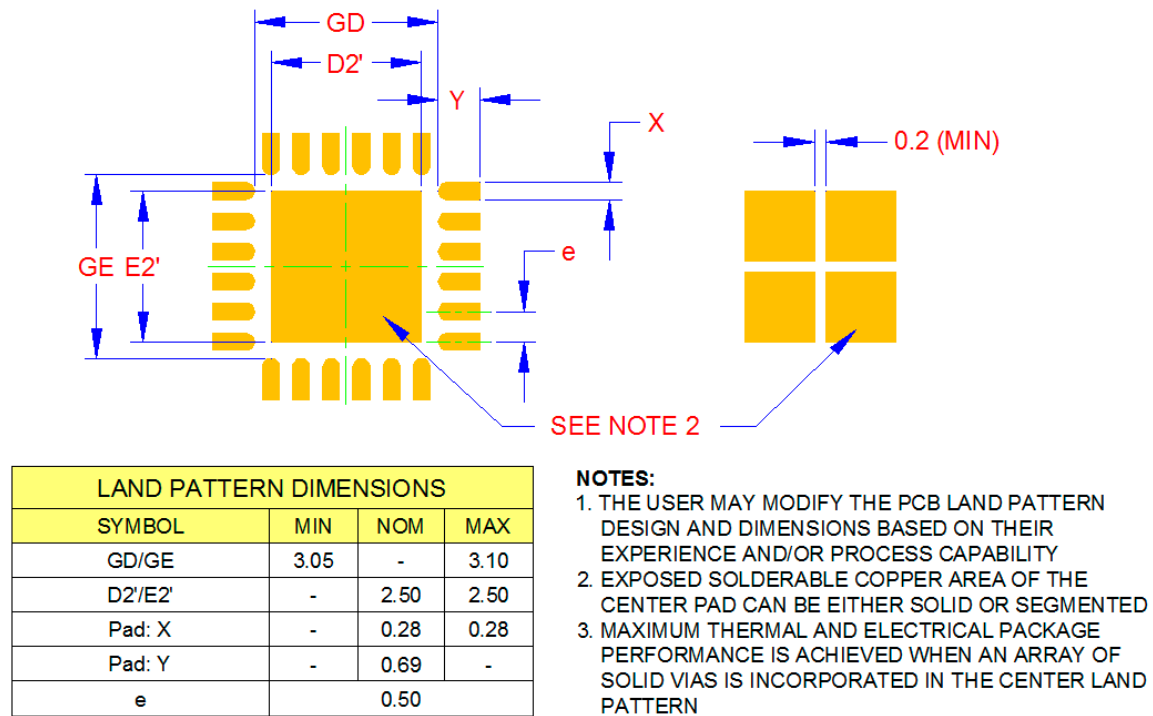 GD
D2'
Y
X
0.2 (MIN)
e
GE E2'
SEE NOTE 2
LAND PATTERN DIMENSIONS
SYMBOL MIN NOM MAX
GD/GE 3.05 - 3.10
D2'/E2' - 2.50 2.50
Pad: X - 0.28 0.28
Pad: Y - 0.69 -
e 0.50
NOTES:
1. THE USER MAY MODIFY THE PCB LAND PATTERN
DESIGN AND DIMENSIONS BASED ON THEIR
EXPERIENCE AND/OR PROCESS CAPABILITY
2. EXPOSED SOLDERABLE COPPER AREA OF THE
CENTER PAD CAN BE EITHER SOLID OR SEGMENTED
3. MAXIMUM THERMAL AND ELECTRICAL PACKAGE
PERFORMANCE IS ACHIEVED WHEN AN ARRAY OF
SOLID VIAS IS INCORPORATED IN THE CENTER LAND
PATTERN